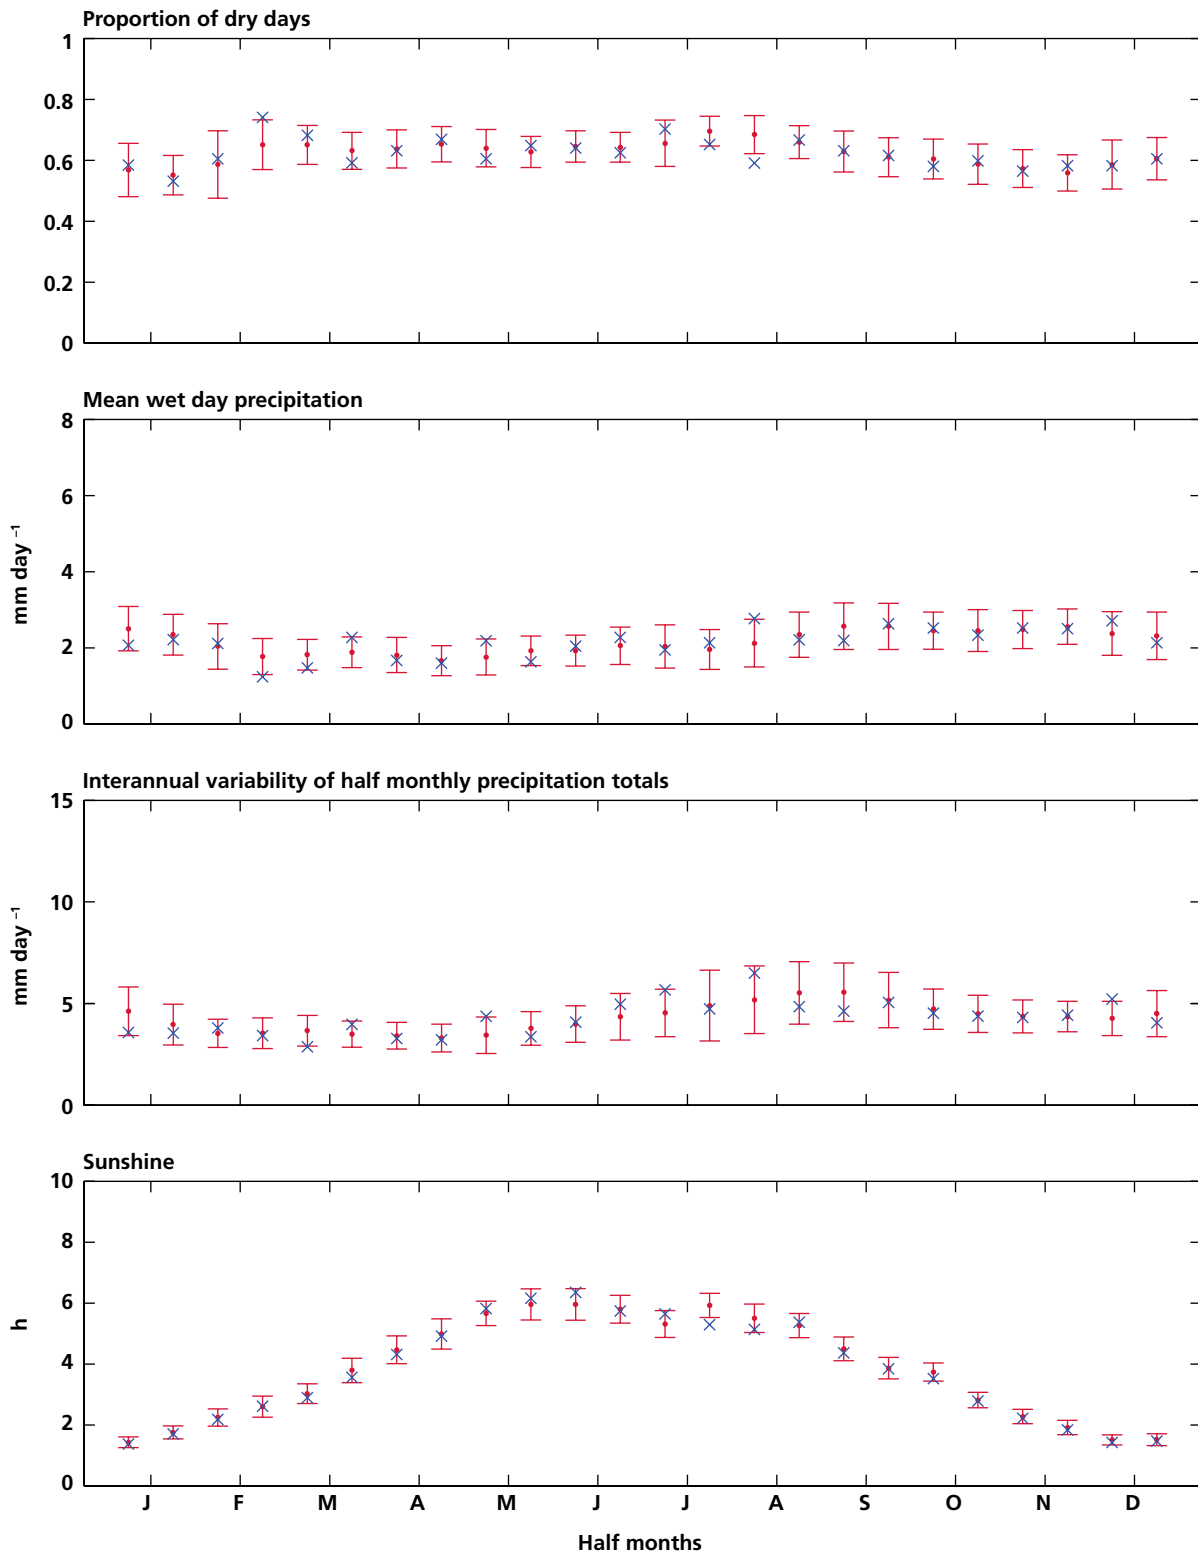 Proportion of dry days
1
0.8
0.6
0.4
0.2
0
Mean wet day precipitation
8
6
4
2
0
mm day ⁻¹
Interannual variability of half monthly precipitation totals
15
10
5
0
mm day ⁻¹
Sunshine
10
8
6
4
2
0
h
J F M A M J J A S O N D
Half months